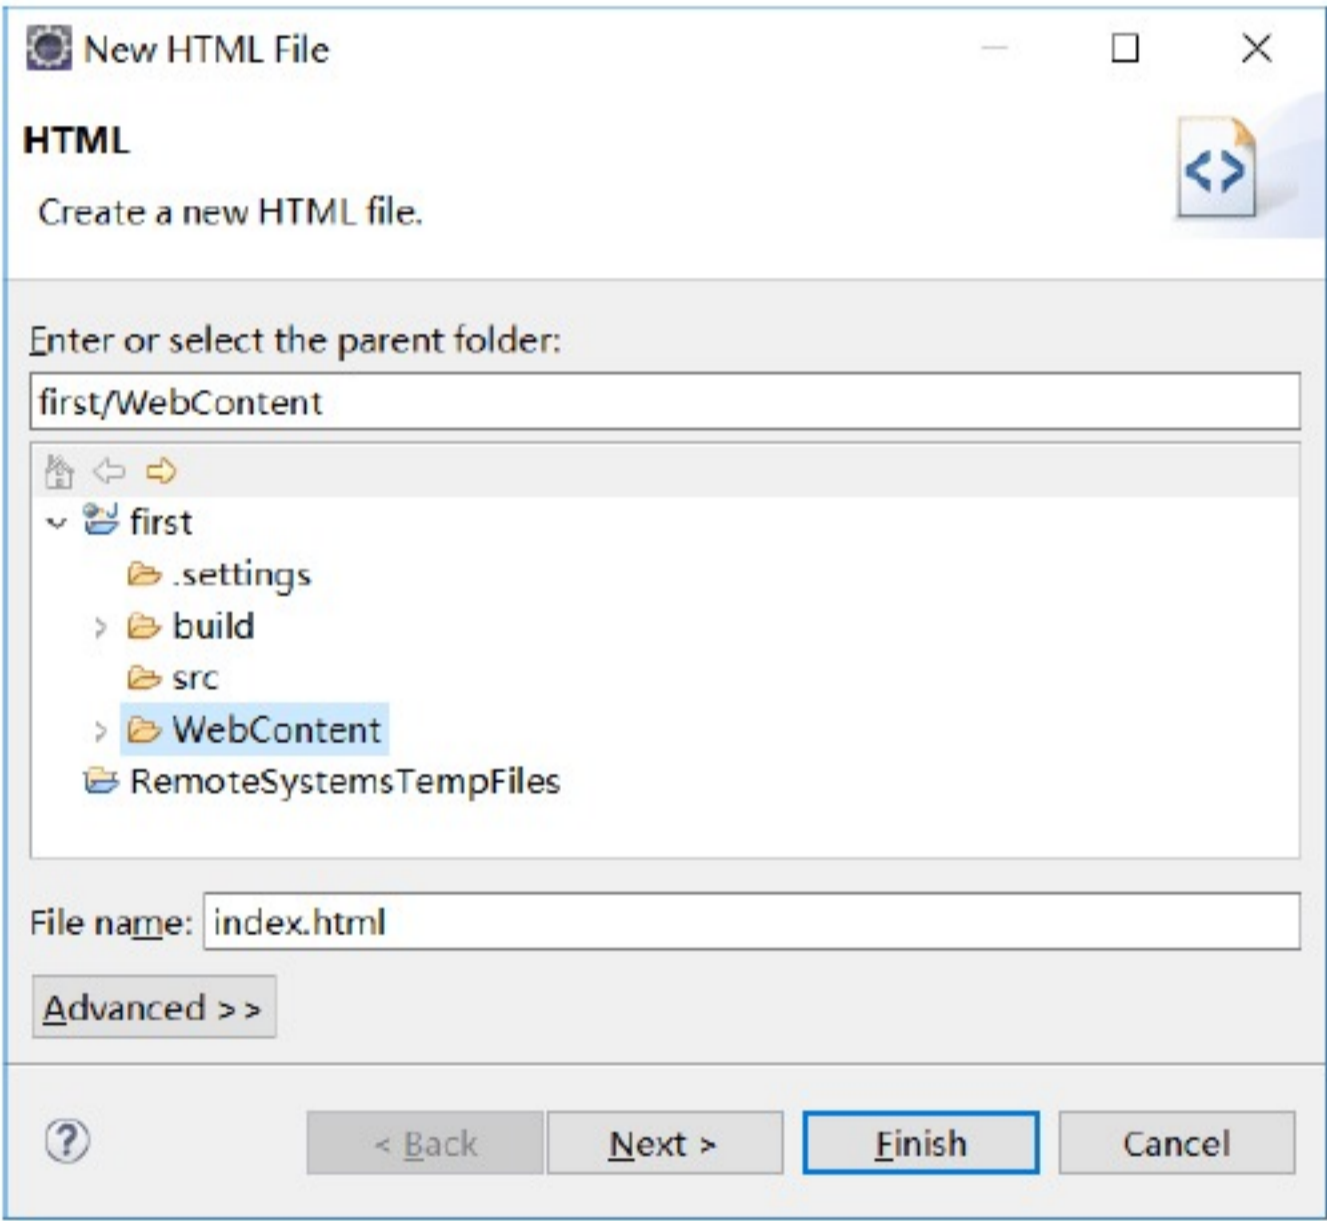 New HTML File
HTML
Create a new HTML file.
Enter or select the parent folder:
first/WebContent
first
.settings
build
src
WebContent
RemoteSystemsTempFiles
File name: index.html
Advanced >>
< Back Next > Finish Cancel